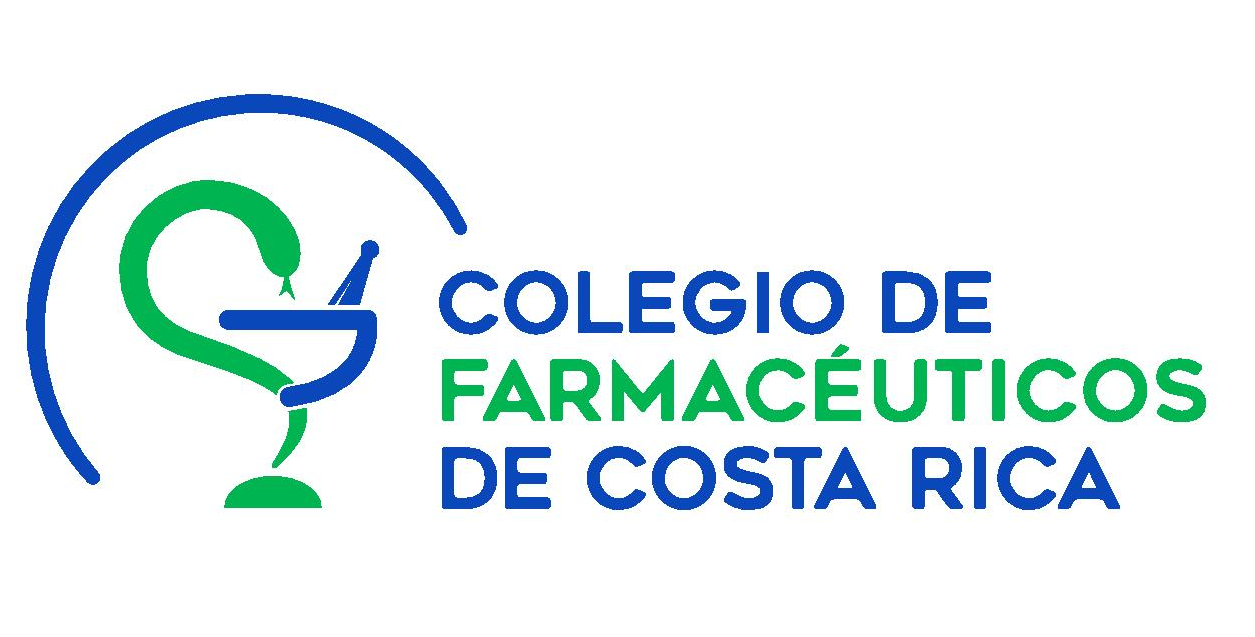 COLEGIO DE
FARMACÉUTICOS
DE COSTA RICA